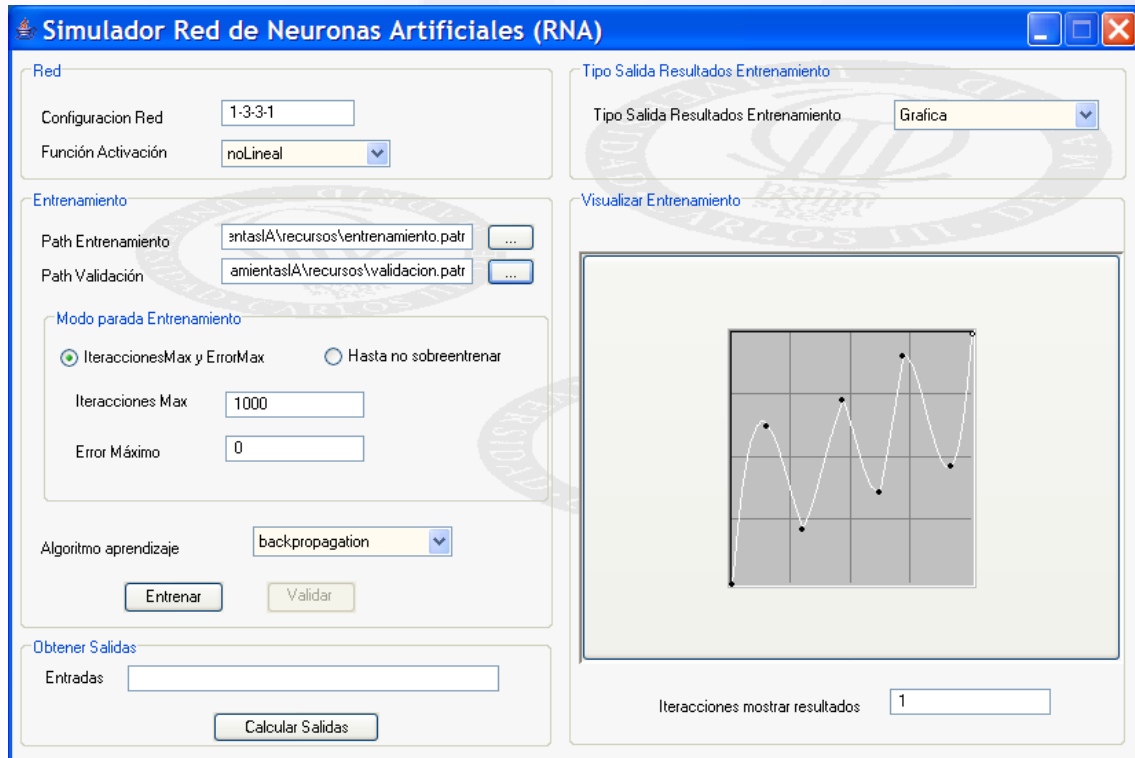 Simulador Red de Neuronas Artificiales (RNA)
Red
Configuracion Red 1-3-3-1
Función Activación noLineal
Tipo Salida Resultados Entrenamiento
Tipo Salida Resultados Entrenamiento Grafica
Entrenamiento
Path Entrenamiento entasIA\recursos\entrenamiento.patr ...
Path Validación amientasIA\recursos\validacion.patr ...
Modo parada Entrenamiento
IteraccionesMax y ErrorMax Hasta no sobreentrenar
Iteracciones Max 1000
Error Máximo 0
Algoritmo aprendizaje backpropagation
Entrenar Validar
Obtener Salidas
Entradas
Calcular Salidas
Visualizar Entrenamiento
Iteracciones mostrar resultados 1